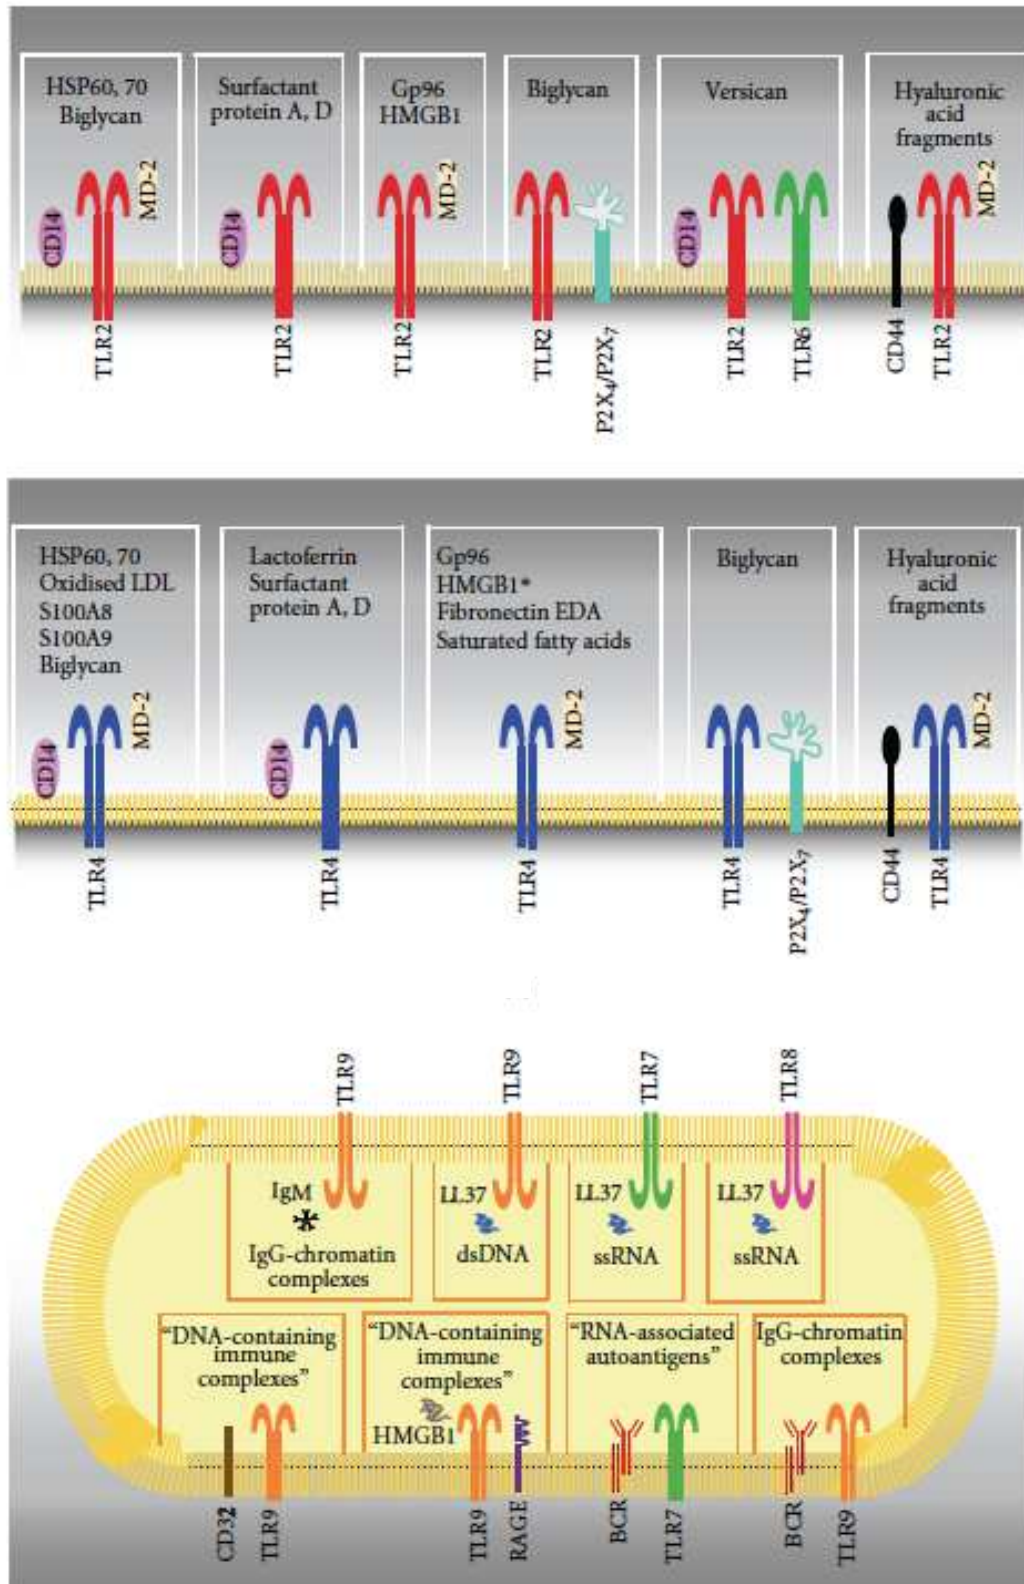 HSP60, 70
Biglycan
MD-2
CD14
TLR2
Surfactant
protein A, D
CD14
TLR2
Gp96
HMGB1
MD-2
TLR2
Biglycan
TLR2
P2X4/P2X7
Versican
CD14
TLR2
TLR6
Hyaluronic
acid
fragments
MD-2
CD44
TLR2
HSP60, 70
Oxidised LDL
S100A8
S100A9
Biglycan
MD-2
CD14
TLR4
Lactoferrin
Surfactant
protein A, D
CD14
TLR4
Gp96
HMGB1*
Fibronectin EDA
Saturated fatty acids
MD-2
TLR4
Biglycan
TLR4
P2X4/P2X7
Hyaluronic
acid
fragments
MD-2
CD44
TLR4
TLR9
IgM
IgG-chromatin
complexes
TLR9
LL37
dsDNA
TLR7
LL37
ssRNA
TLR8
LL37
ssRNA
“DNA-containing
immune
complexes”
CD32
TLR9
“DNA-containing
immune
complexes”
HMGB1
TLR9
RAGE
“RNA-associated
autoantigens”
BCR
TLR7
IgG-chromatin
complexes
BCR
TLR9